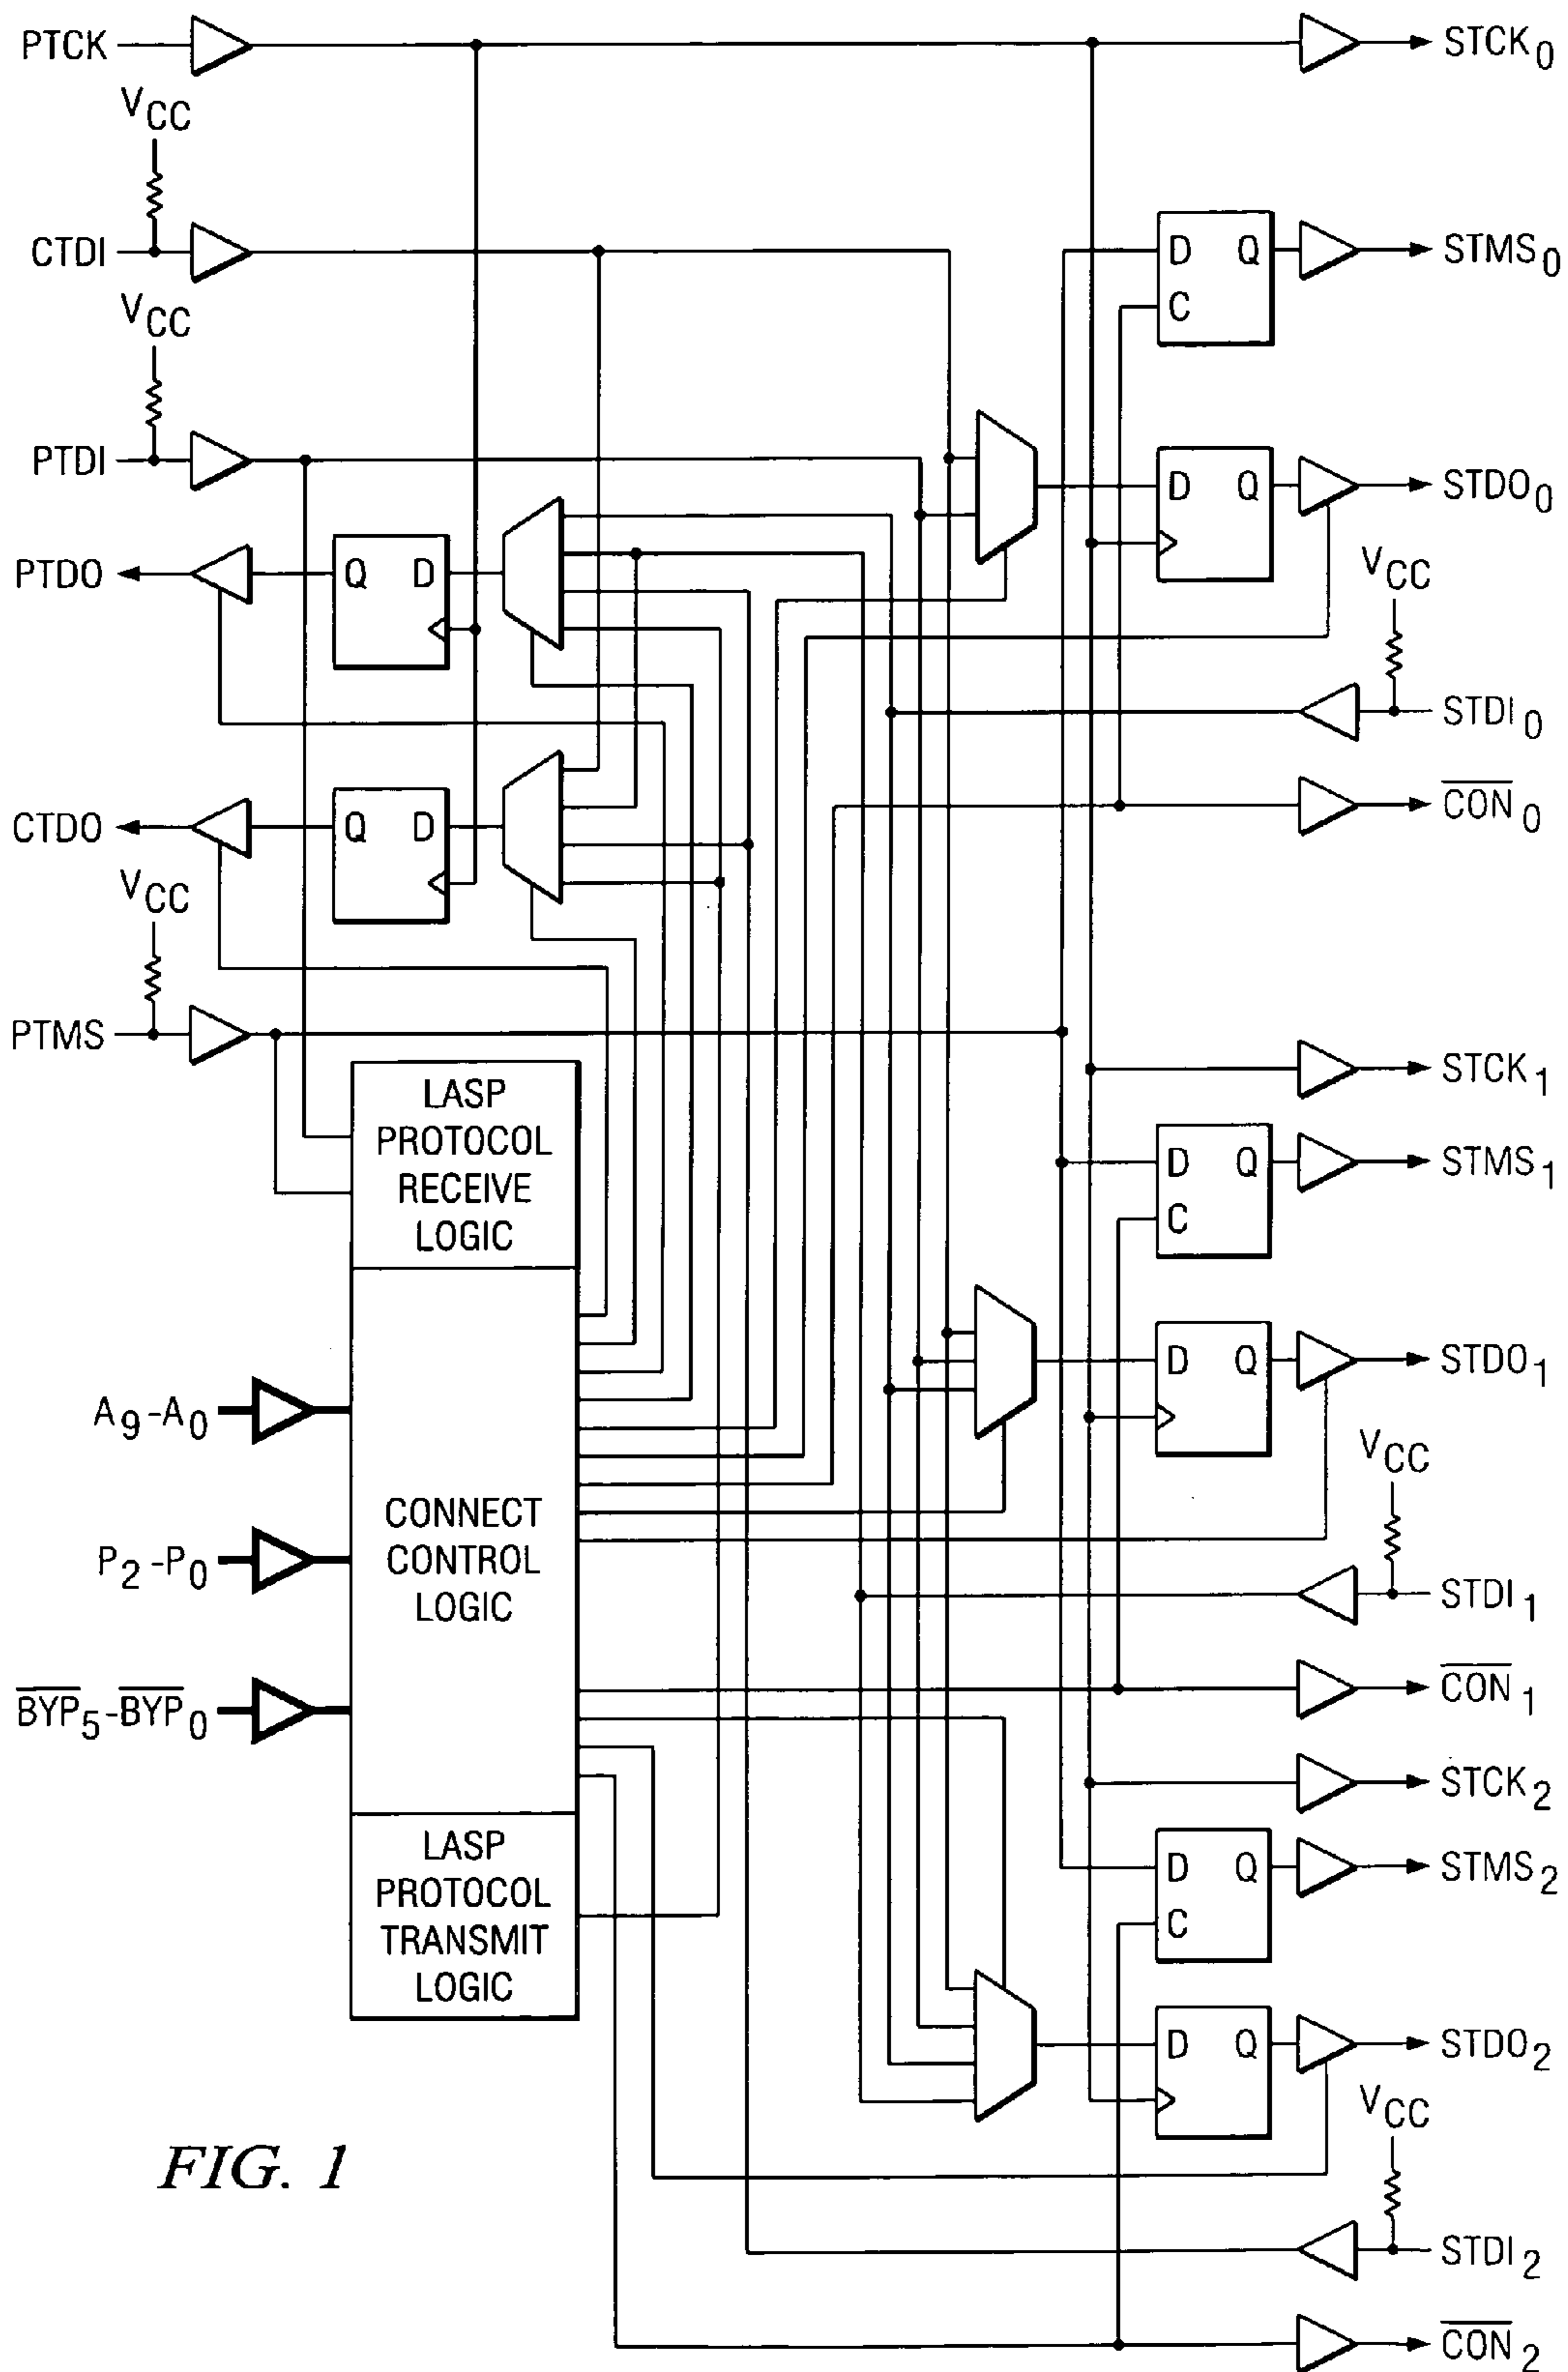 PTCK
STCK0
VCC
CTDI
D Q
STMS0
C
VCC
PTDI
D Q
STDO0
PTDO
Q D
VCC
STDI0
CTDO
Q D
CON0
VCC
PTMS
LASP
PROTOCOL
RECEIVE
LOGIC
STCK1
D Q
STMS1
C
D Q
STDO1
A9-A0
VCC
CONNECT
CONTROL
LOGIC
P2-P0
STDI1
CON1
BYP5-BYP0
STCK2
LASP
PROTOCOL
TRANSMIT
LOGIC
D Q
STMS2
C
D Q
STDO2
VCC
FIG. 1
STDI2
CON2